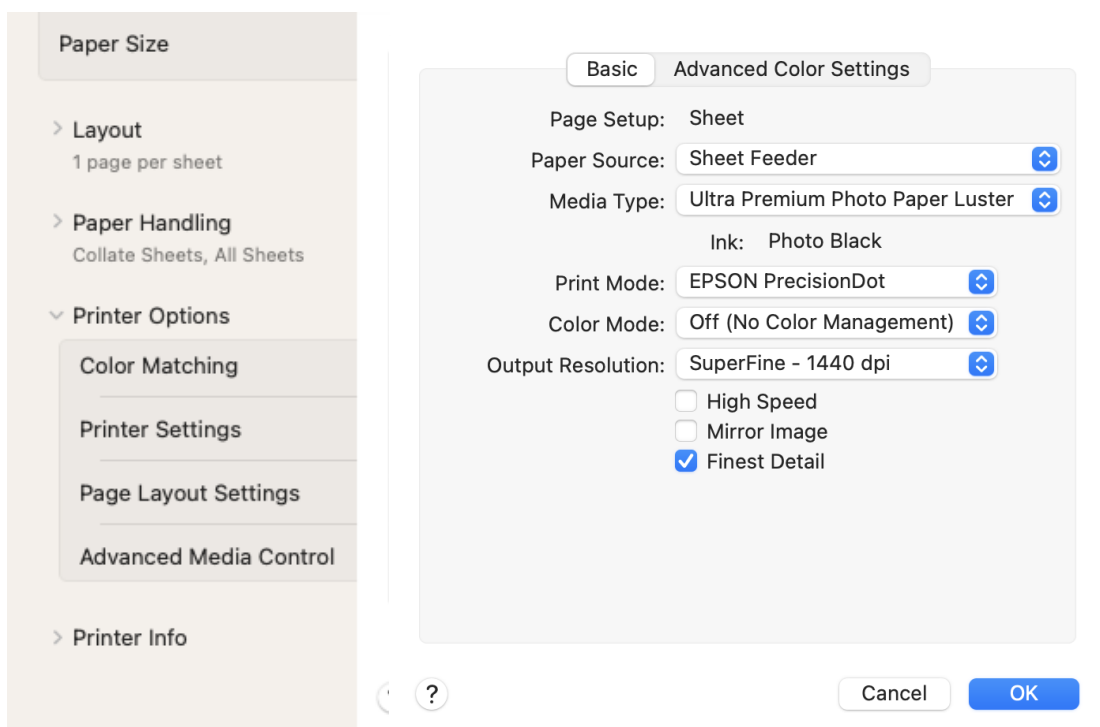 Paper Size
Layout
1 page per sheet
Paper Handling
Collate Sheets, All Sheets
Printer Options
Color Matching
Printer Settings
Page Layout Settings
Advanced Media Control
Printer Info
Basic Advanced Color Settings
Page Setup: Sheet
Paper Source: Sheet Feeder
Media Type: Ultra Premium Photo Paper Luster
Ink: Photo Black
Print Mode: EPSON PrecisionDot
Color Mode: Off (No Color Management)
Output Resolution: SuperFine - 1440 dpi
High Speed
Mirror Image
Finest Detail
? Cancel OK